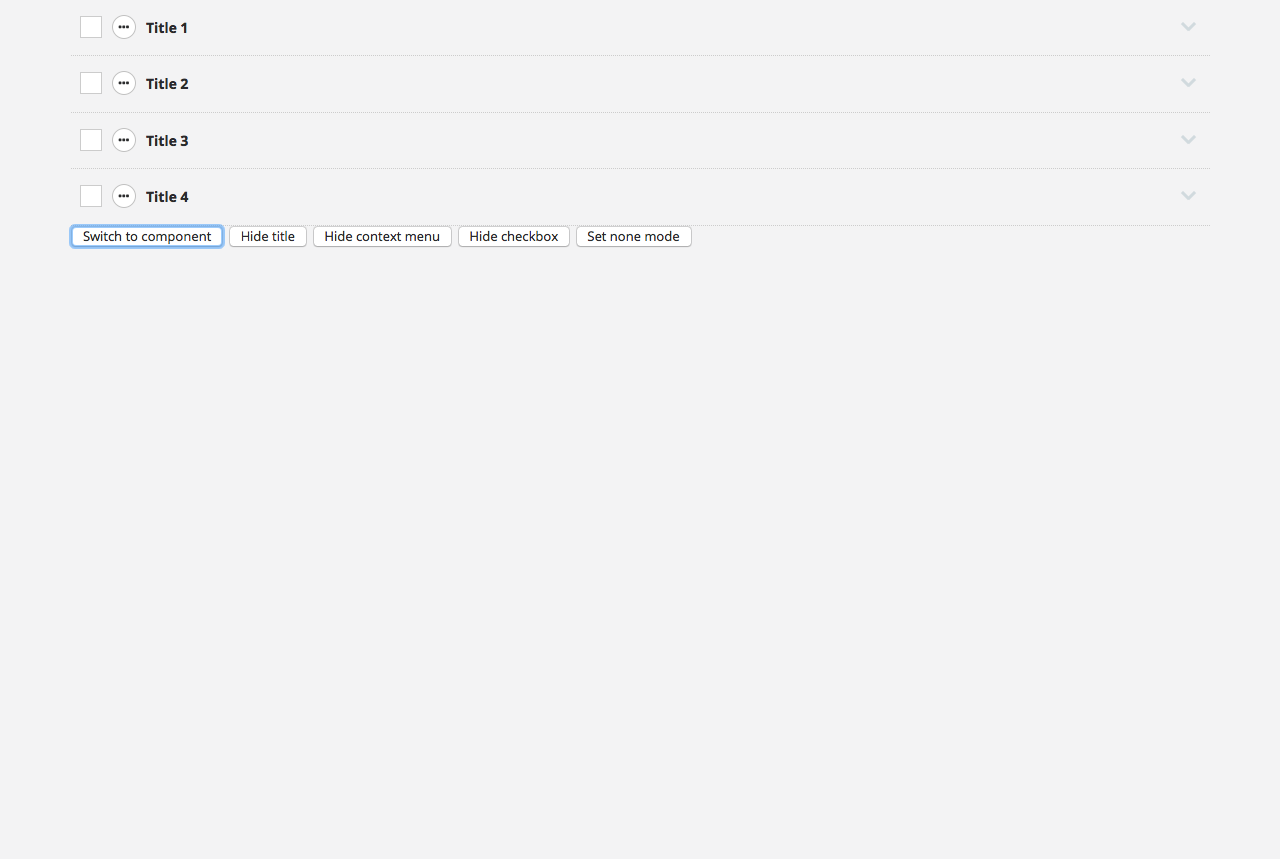 Title 1
Title 2
Title 3
Title 4
Switch to component Hide title Hide context menu Hide checkbox Set none mode